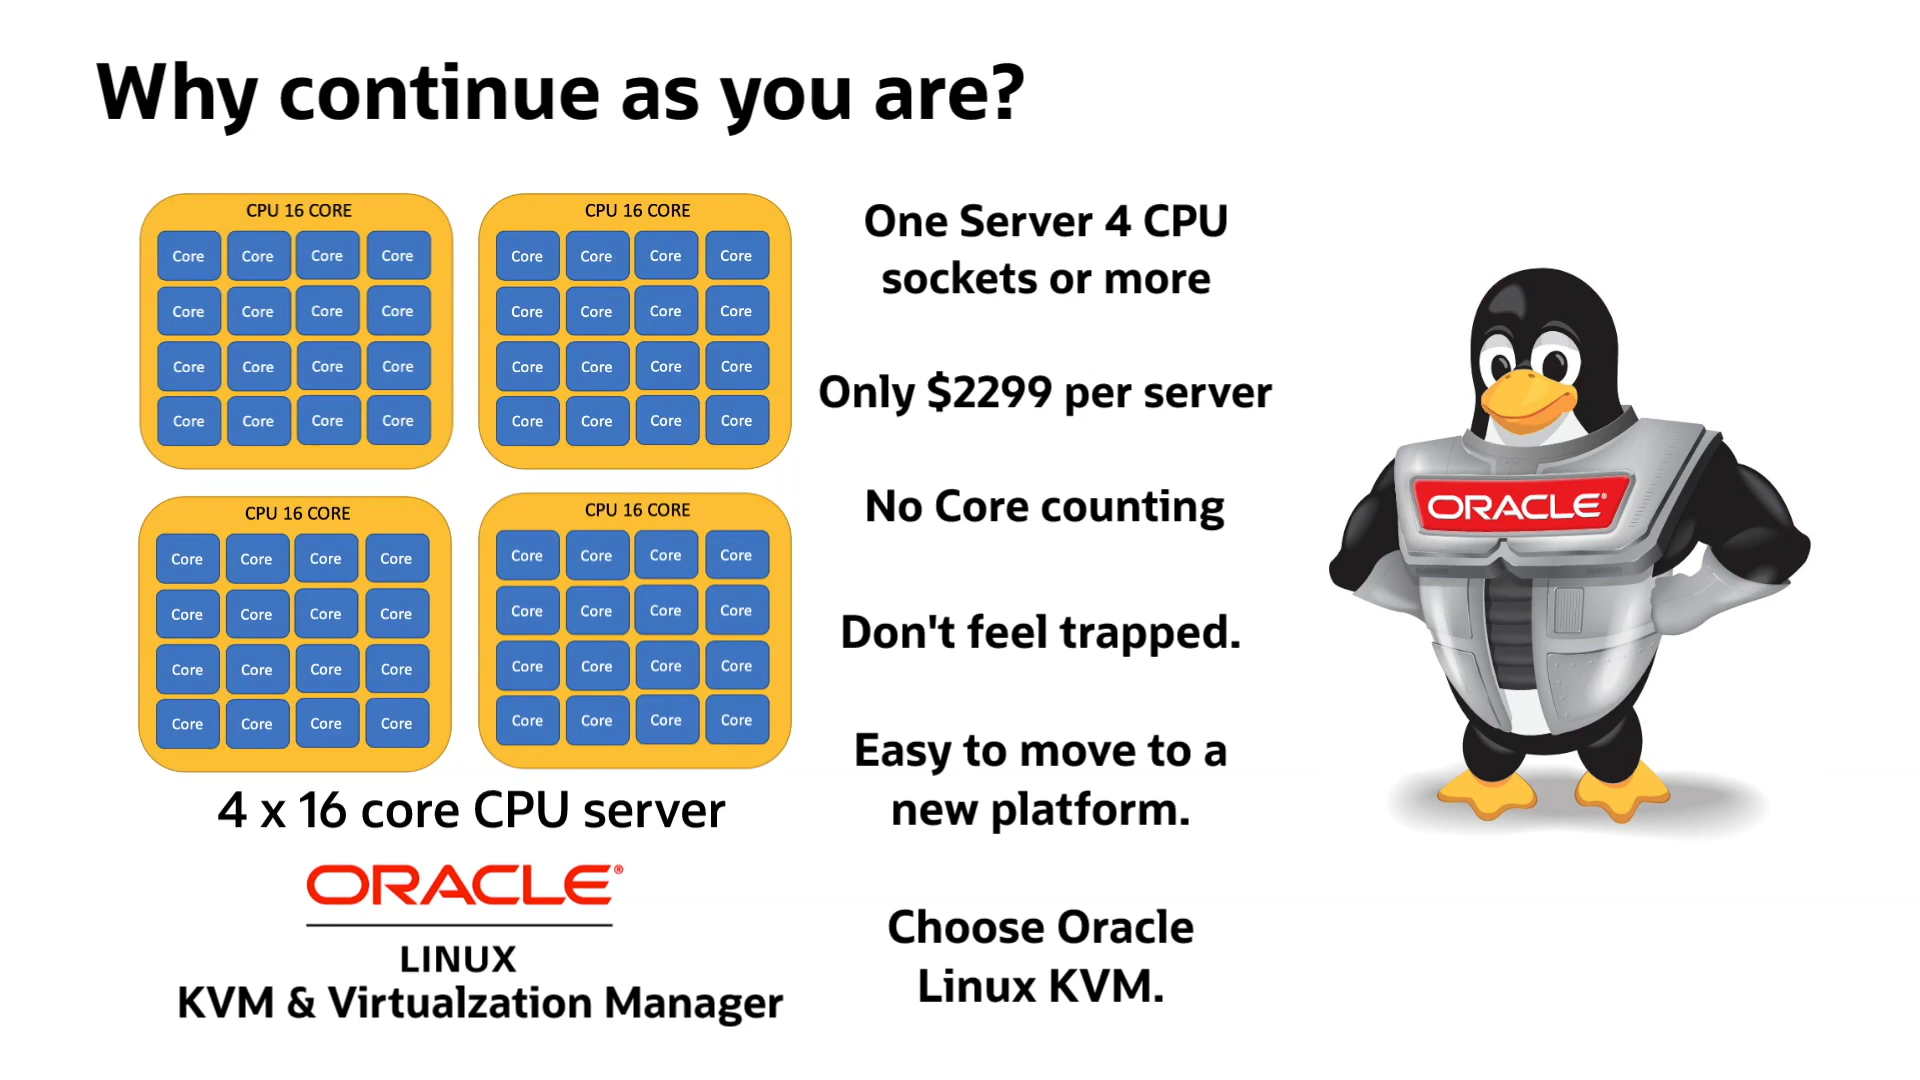 Why continue as you are?
CPU 16 CORE
Core Core Core Core
Core Core Core Core
Core Core Core Core
Core Core Core Core
CPU 16 CORE
Core Core Core Core
Core Core Core Core
Core Core Core Core
Core Core Core Core
CPU 16 CORE
Core Core Core Core
Core Core Core Core
Core Core Core Core
Core Core Core Core
CPU 16 CORE
Core Core Core Core
Core Core Core Core
Core Core Core Core
Core Core Core Core
4 x 16 core CPU server
ORACLE®
LINUX
KVM & Virtualzation Manager
One Server 4 CPU
sockets or more
Only $2299 per server
No Core counting
Don't feel trapped.
Easy to move to a
new platform.
Choose Oracle
Linux KVM.
ORACLE®